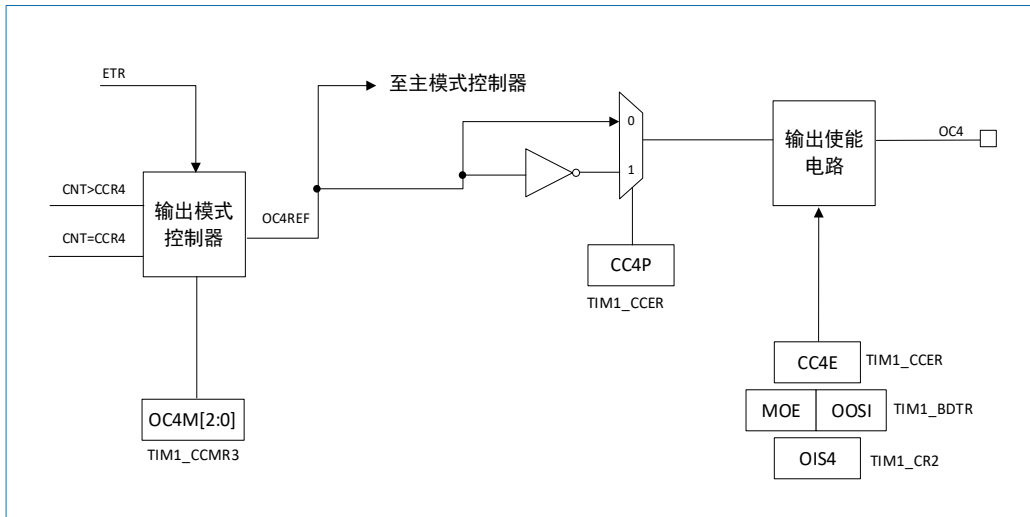 ETR
至主模式控制器
CNT>CCR4
CNT=CCR4
输出模式
控制器
OC4REF
0
1
输出使能
电路
OC4
CC4P
TIM1_CCER
OC4M[2:0]
TIM1_CCMR3
CC4E
TIM1_CCER
MOE
OOSI
TIM1_BDTR
OIS4
TIM1_CR2